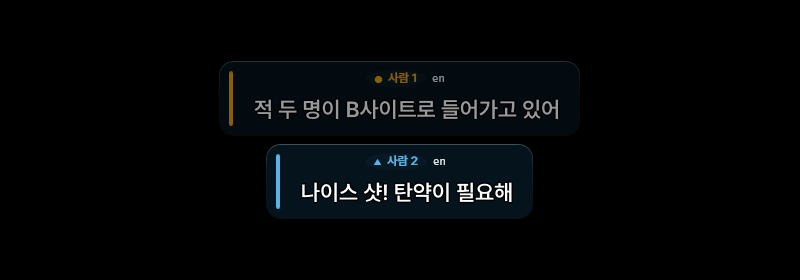 ● 사람 1 en
적 두 명이 B사이트로 들어가고 있어
▲ 사람 2 en
나이스 샷! 탄약이 필요해